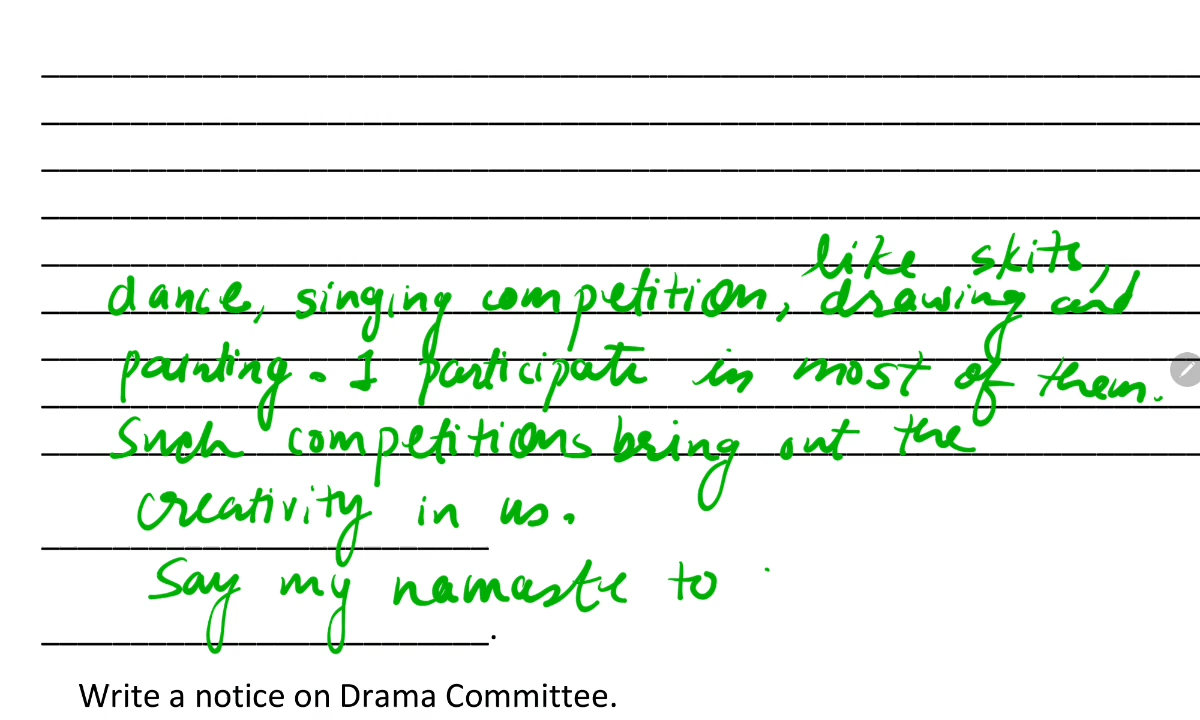 like skits,
dance, singing competition, drawing and
painting. I participate in most of them.
Such competitions bring out the
creativity in us.
Say my namaste to
.
Write a notice on Drama Committee.